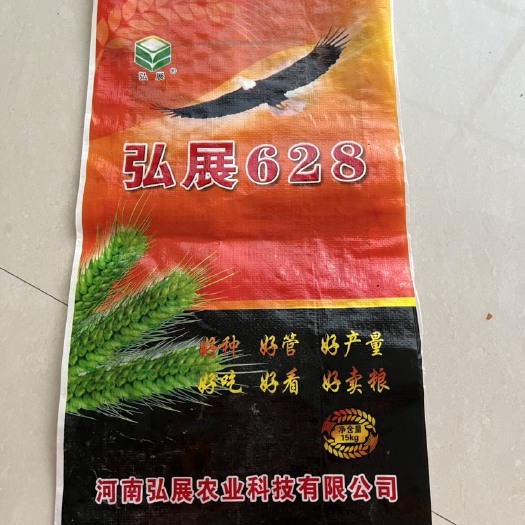 弘展®
弘展628
好种 好管 好产量
好吃 好看 好卖粮
净含量
15kg
河南弘展农业科技有限公司